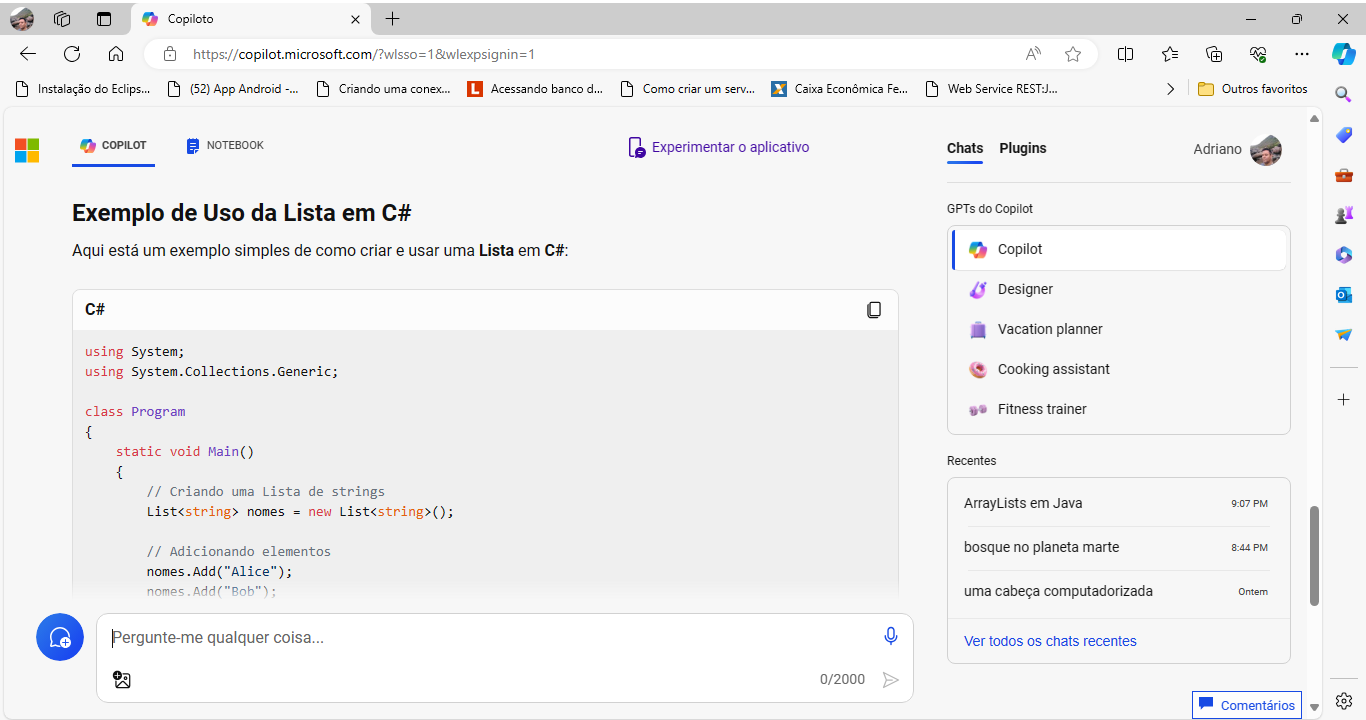 Copiloto
https://copilot.microsoft.com/?wlsso=1&wlexpsignin=1
Instalação do Eclips...
(52) App Android -...
Criando uma conex...
Acessando banco d...
Como criar um serv...
Caixa Econômica Fe...
Web Service REST:J...
Outros favoritos
COPILOT
NOTEBOOK
Experimentar o aplicativo
Chats
Plugins
Adriano
Exemplo de Uso da Lista em C#
Aqui está um exemplo simples de como criar e usar uma Lista em C#:
C#
using System;
using System.Collections.Generic;
class Program
{
static void Main()
{
// Criando uma Lista de strings
List<string> nomes = new List<string>();
// Adicionando elementos
nomes.Add("Alice");
nomes.Add("Bob");
Pergunte-me qualquer coisa...
0/2000
GPTs do Copilot
Copilot
Designer
Vacation planner
Cooking assistant
Fitness trainer
Recentes
ArrayLists em Java 9:07 PM
bosque no planeta marte 8:44 PM
uma cabeça computadorizada Ontem
Ver todos os chats recentes
Comentários